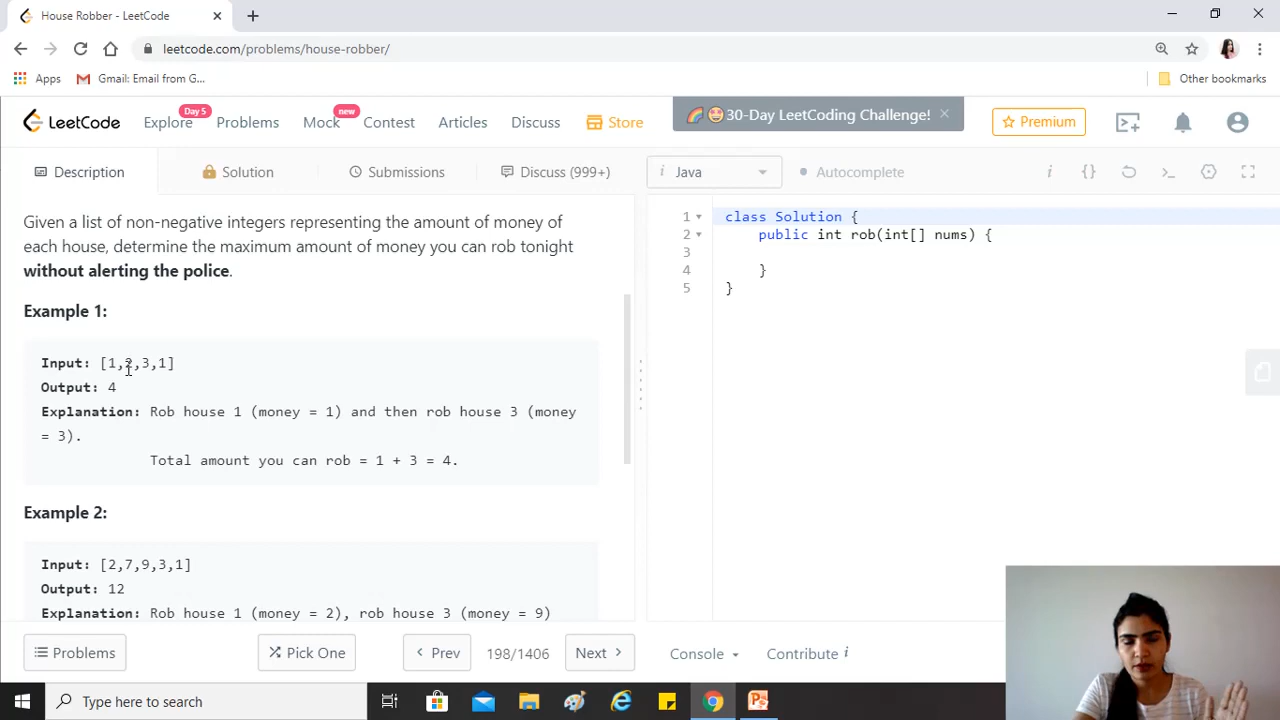 House Robber - LeetCode
leetcode.com/problems/house-robber/
Apps
Gmail: Email from G...
Other bookmarks
LeetCode
Explore
Day 5
Problems
Mock
new
Contest
Articles
Discuss
Store
30-Day LeetCoding Challenge!
Premium
Description
Solution
Submissions
Discuss (999+)
Given a list of non-negative integers representing the amount of money of
each house, determine the maximum amount of money you can rob tonight
without alerting the police.
Example 1:
Input: [1,2,3,1]
Output: 4
Explanation: Rob house 1 (money = 1) and then rob house 3 (money
= 3).
Total amount you can rob = 1 + 3 = 4.
Example 2:
Input: [2,7,9,3,1]
Output: 12
Explanation: Rob house 1 (money = 2), rob house 3 (money = 9)
Problems
Pick One
Prev
198/1406
Next
i
Java
Autocomplete
i
{}
1 class Solution {
2 public int rob(int[] nums) {
3
4 }
5 }
Console
Contribute i
Type here to search